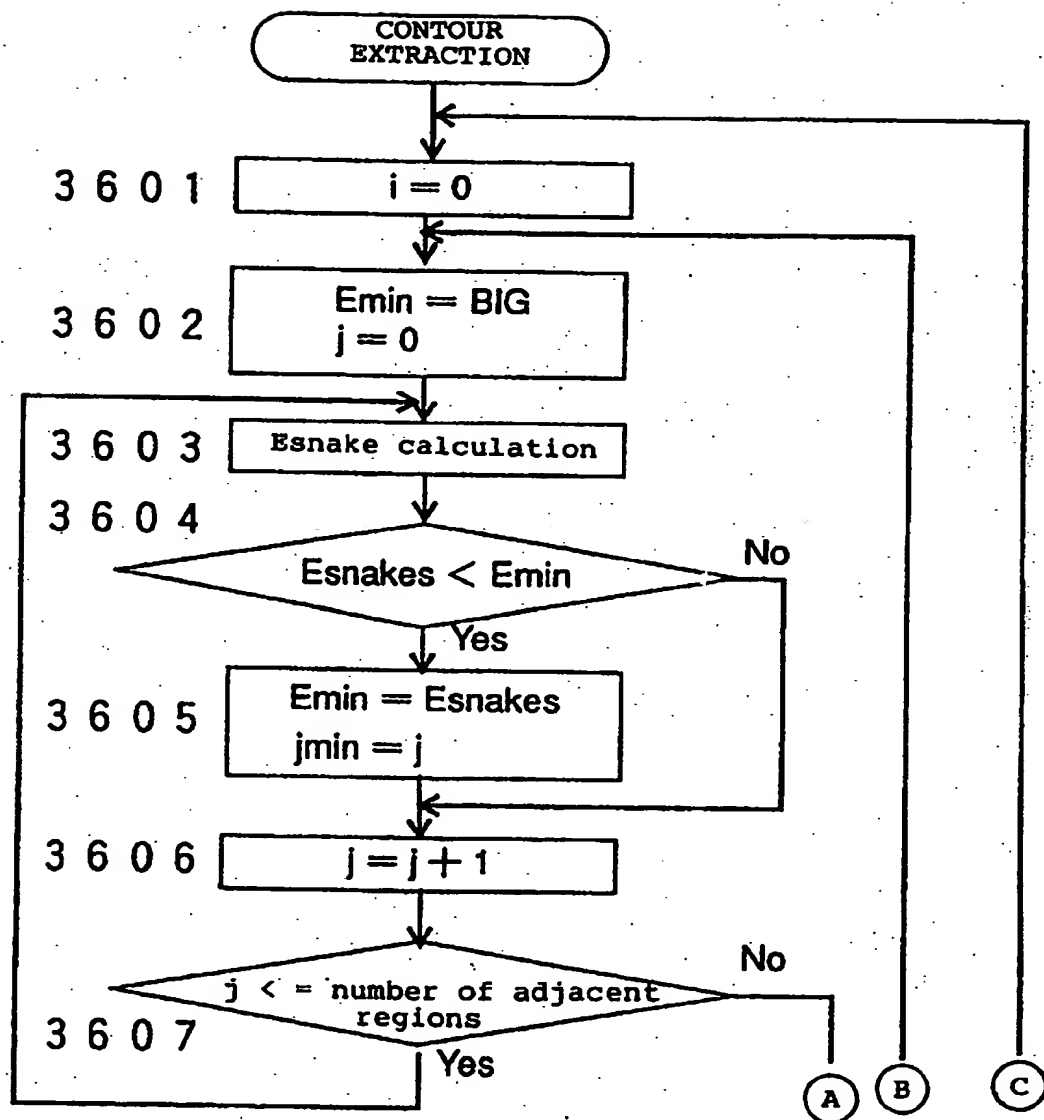 CONTOUR
EXTRACTION
3601
i = 0
3602
Emin = BIG
j = 0
3603
Esnake calculation
3604
Esnakes < Emin
No
Yes
3605
Emin = Esnakes
jmin = j
3606
j = j + 1
j < = number of adjacent
regions
No
3607
Yes
A
B
C